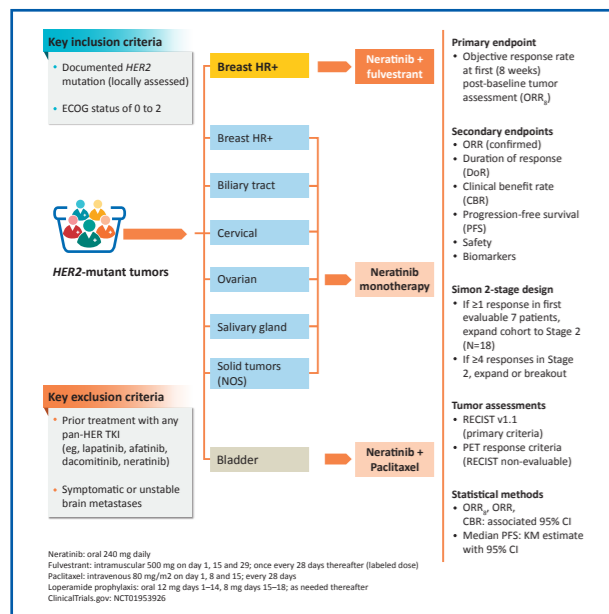 Key inclusion criteria
• Documented HER2
mutation (locally assessed)
• ECOG status of 0 to 2
HER2-mutant tumors
Key exclusion criteria
• Prior treatment with any
pan-HER TKI
(eg, lapatinib, afatinib,
dacomitinib, neratinib)
• Symptomatic or unstable
brain metastases
Breast HR+
Neratinib +
fulvestrant
Breast HR+
Biliary tract
Cervical
Ovarian
Salivary gland
Solid tumors
(NOS)
Neratinib
monotherapy
Bladder
Neratinib +
Paclitaxel
Primary endpoint
• Objective response rate
at first (8 weeks)
post-baseline tumor
assessment (ORR8)
Secondary endpoints
• ORR (confirmed)
• Duration of response
(DoR)
• Clinical benefit rate
(CBR)
• Progression-free survival
(PFS)
• Safety
• Biomarkers
Simon 2-stage design
• If ≥1 response in first
evaluable 7 patients,
expand cohort to Stage 2
(N=18)
• If ≥4 responses in Stage
2, expand or breakout
Tumor assessments
• RECIST v1.1
(primary criteria)
• PET response criteria
(RECIST non-evaluable)
Statistical methods
• ORR8, ORR,
CBR: associated 95% CI
• Median PFS: KM estimate
with 95% CI
Neratinib: oral 240 mg daily
Fulvestrant: intramuscular 500 mg on day 1, 15 and 29; once every 28 days thereafter (labeled dose)
Paclitaxel: intravenous 80 mg/m2 on day 1, 8 and 15; every 28 days
Loperamide prophylaxis: oral 12 mg days 1–14, 8 mg days 15–18; as needed thereafter
ClinicalTrials.gov: NCT01953926